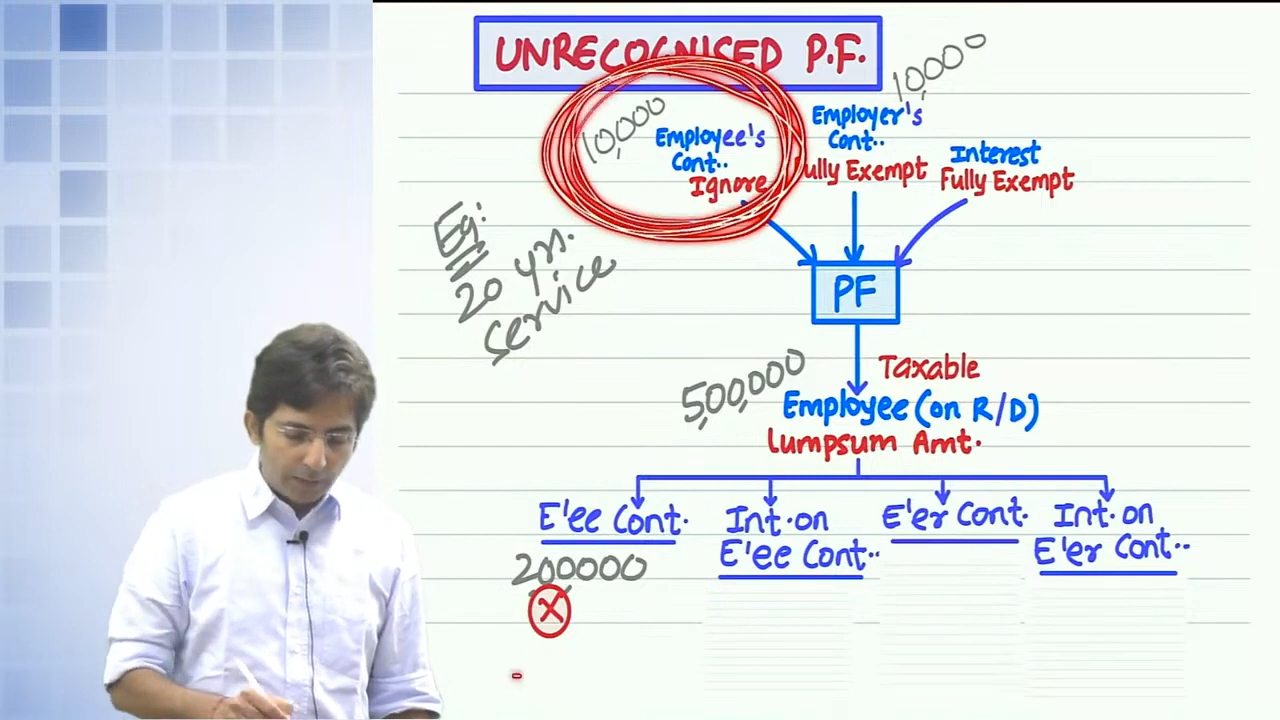 UNRECOGNISED P.F.
10,000
10,000
Employee's
Cont..
Ignore
Employer's
Cont..
Fully Exempt
Interest
Fully Exempt
Eg:
20 yrs.
service
PF
Taxable
5,00,000
Employee (on R/D)
Lumpsum Amt.
E'ee Cont.
Int. on
E'ee Cont..
E'er Cont.
Int. on
E'er Cont..
200000
X